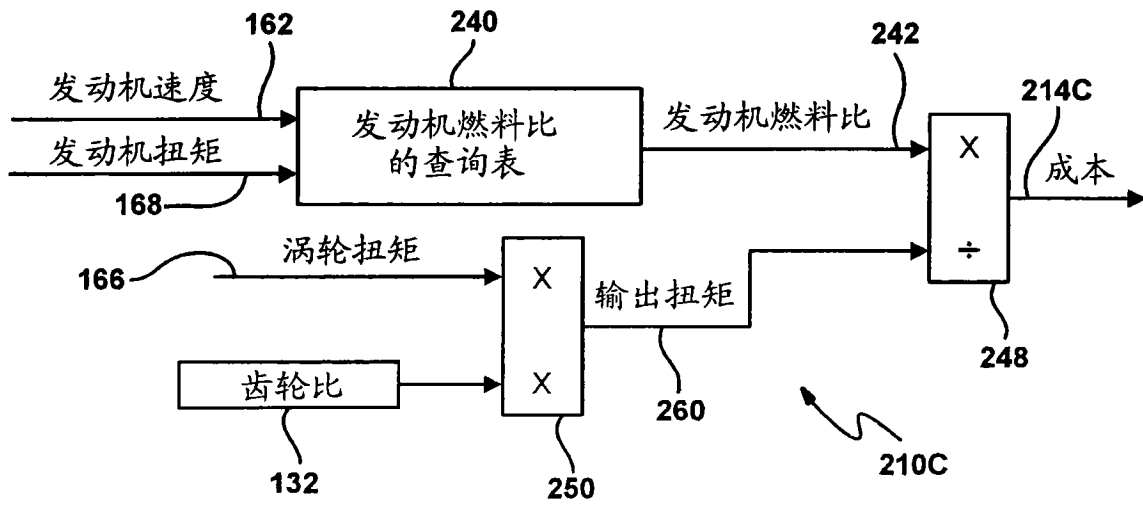 162
240
242
214C
发动机速度
发动机扭矩
168
发动机燃料比
的查询表
发动机燃料比
X
÷
成本
248
166
涡轮扭矩
X
X
输出扭矩
260
齿轮比
132
250
210C